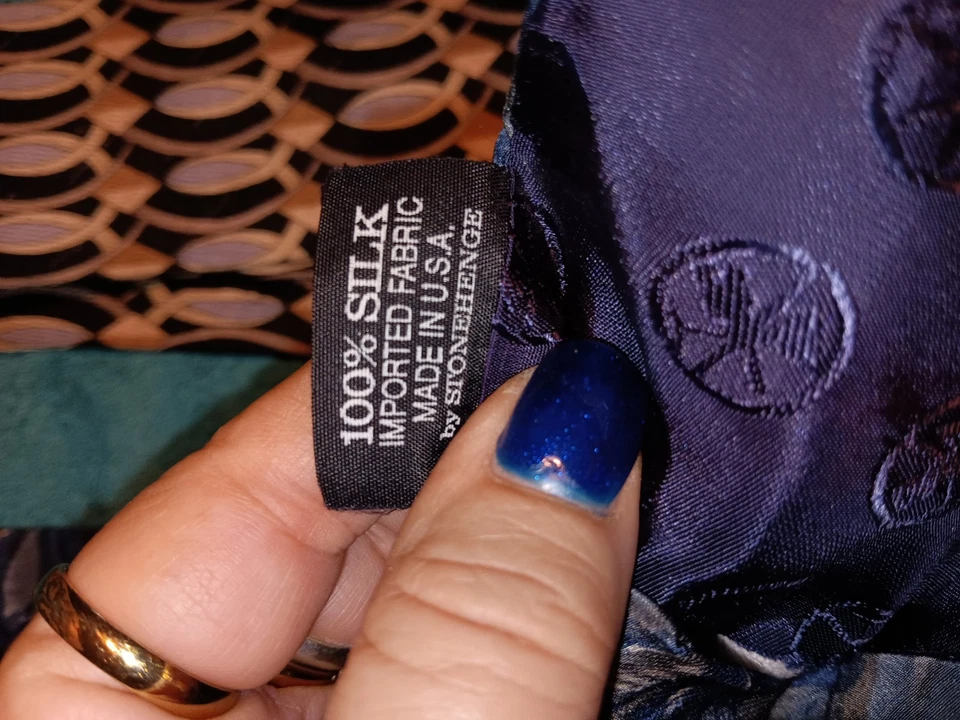 100% SILK
IMPORTED FABRIC
MADE IN U.S.A.
by STONEHENGE